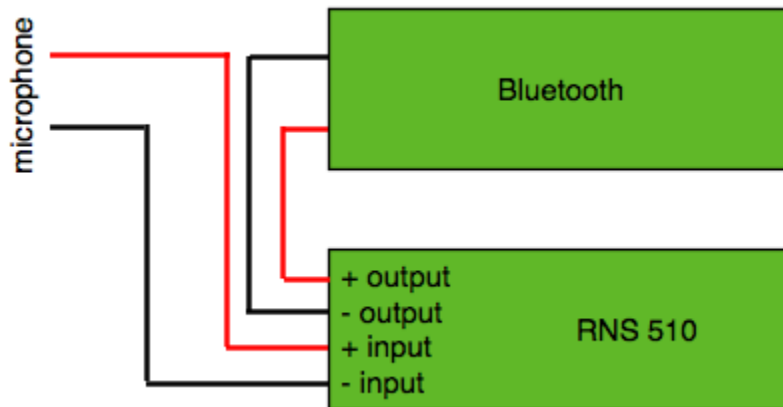 microphone
Bluetooth
+ output
- output
+ input
- input
RNS 510